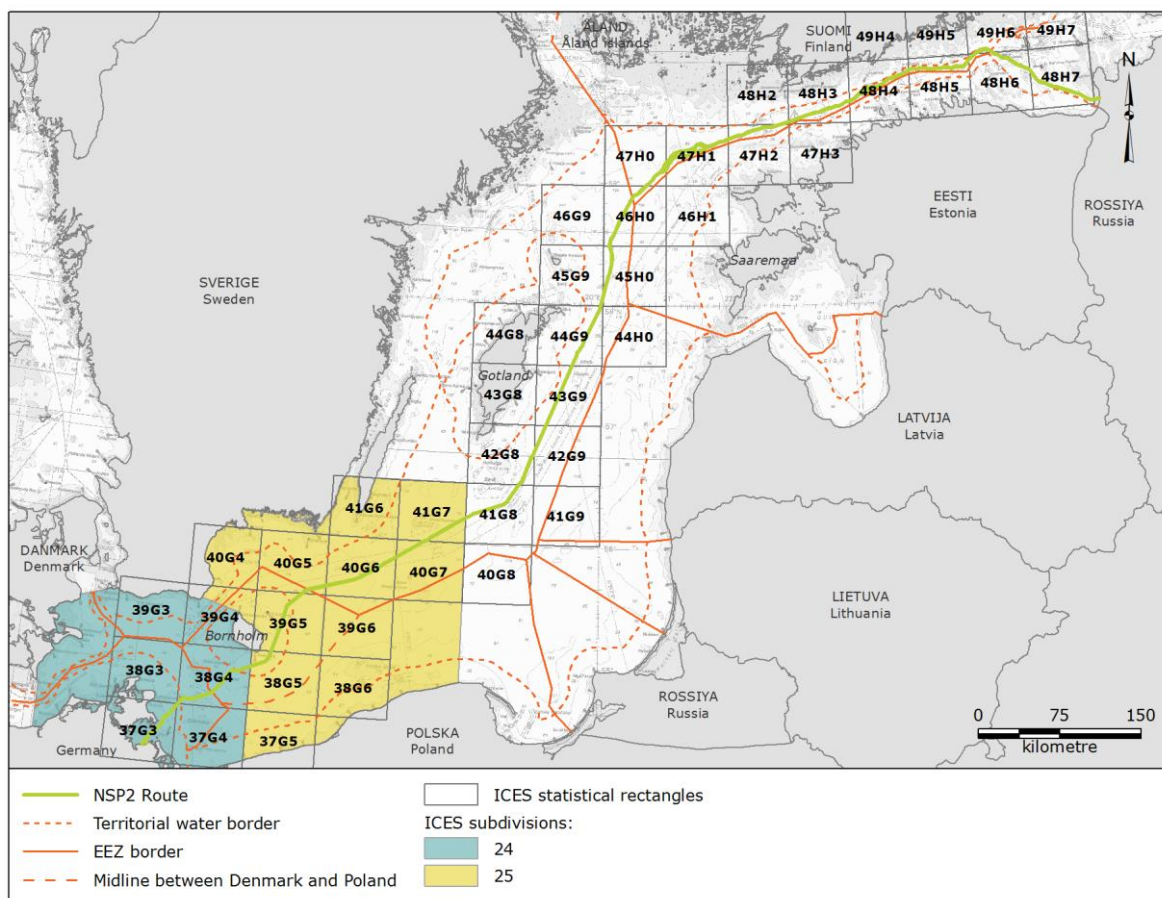 ÅLAND
Åland Islands
SUOMI
Finland
49H4
49H5
49H6
49H7
N
48H2
48H3
48H4
48H5
48H6
48H7
47H0
47H1
47H2
47H3
EESTI
Estonia
ROSSIYA
Russia
46G9
46H0
46H1
SVERIGE
Sweden
45G9
45H0
Saaremaa
44G8
44G9
44H0
Gotland
43G8
43G9
LATVIJA
Latvia
42G8
42G9
41G6
41G7
41G8
41G9
DANMARK
Denmark
40G4
40G5
40G6
40G7
40G8
LIETUVA
Lithuania
39G3
39G4
39G5
39G6
Bornholm
38G3
38G4
38G5
38G6
ROSSIYA
Russia
37G3
37G4
37G5
Germany
POLSKA
Poland
0 75 150
kilometre
NSP2 Route
Territorial water border
EEZ border
Midline between Denmark and Poland
ICES statistical rectangles
ICES subdivisions:
24
25